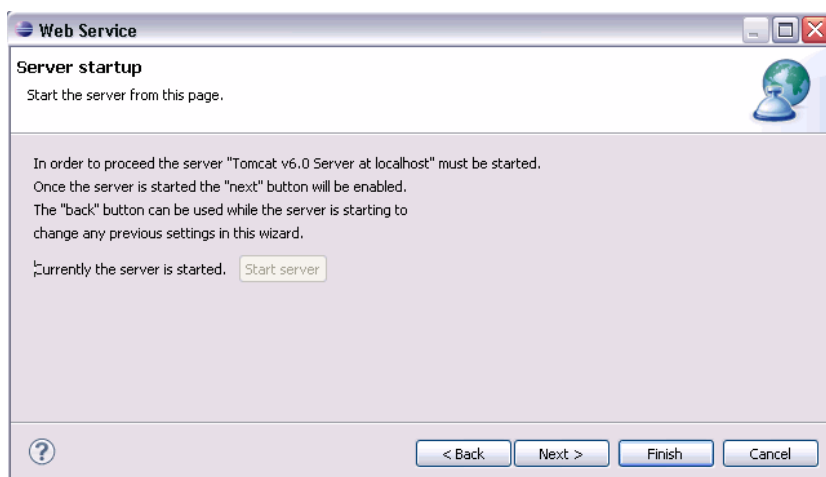 Web Service
Server startup
Start the server from this page.
In order to proceed the server "Tomcat v6.0 Server at localhost" must be started.
Once the server is started the "next" button will be enabled.
The "back" button can be used while the server is starting to
change any previous settings in this wizard.
Currently the server is started. Start server
? < Back Next > Finish Cancel